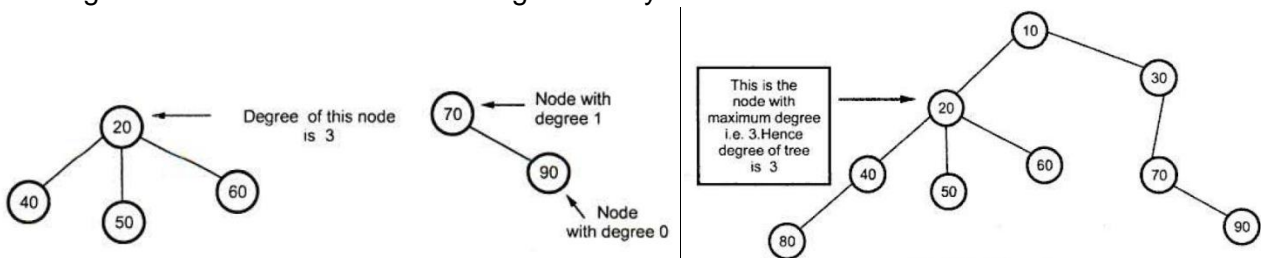 20
Degree of this node
is 3
40
50
60
70
Node with
degree 1
90
Node
with degree 0
10
30
This is the
node with
maximum degree
i.e. 3.Hence
degree of tree
is 3
20
40
50
60
70
80
90